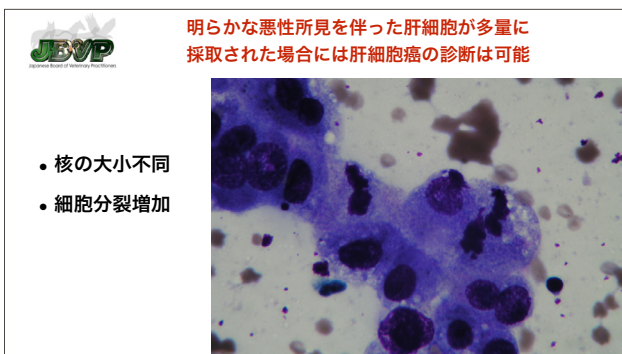 JBVP
Japanese Board of Veterinary Practitioners
明らかな悪性所見を伴った肝細胞が多量に
採取された場合には肝細胞癌の診断は可能
• 核の大小不同
• 細胞分裂増加